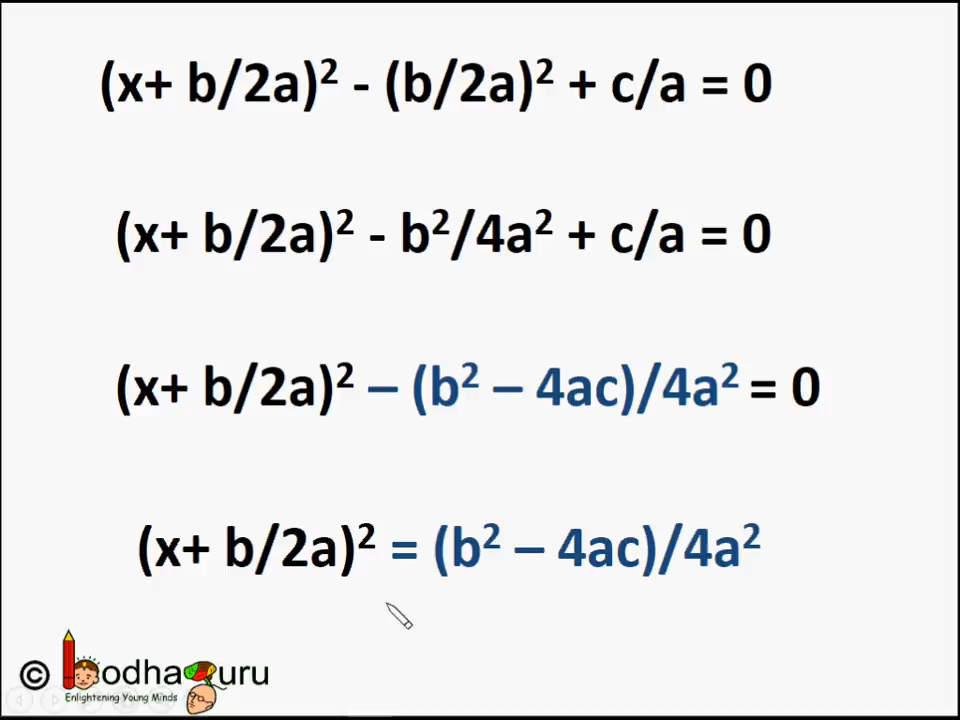 (x+ b/2a)² - (b/2a)² + c/a = 0
(x+ b/2a)² - b²/4a² + c/a = 0
(x+ b/2a)² – (b² – 4ac)/4a² = 0
(x+ b/2a)² = (b² – 4ac)/4a²
© BodhaGuru
Enlightening Young Minds